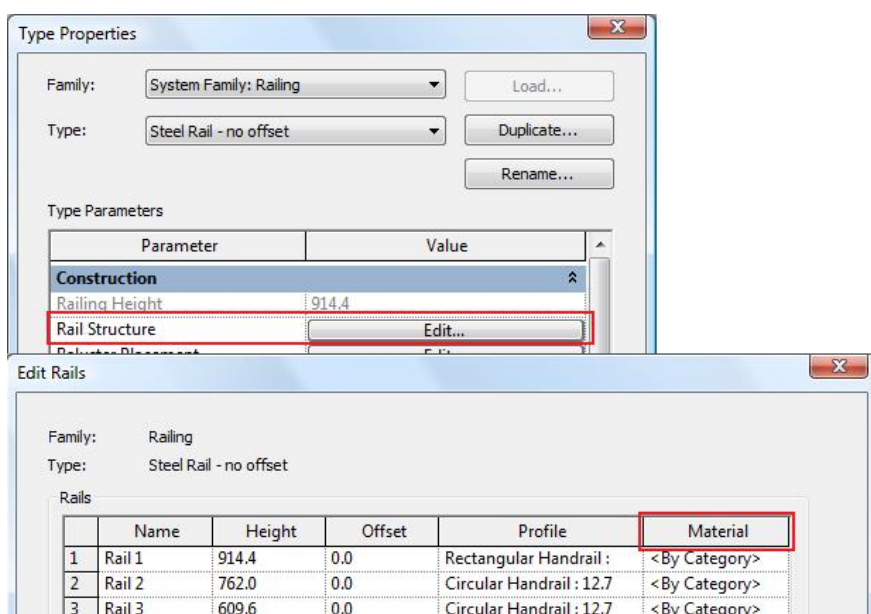 Type Properties
Family: System Family: Railing Load...
Type: Steel Rail - no offset Duplicate...
Rename...
Type Parameters
Parameter Value
Construction
Railing Height 914.4
Rail Structure Edit...
Edit Rails
Family: Railing
Type: Steel Rail - no offset
Rails
Name Height Offset Profile Material
1 Rail 1 914.4 0.0 Rectangular Handrail : <By Category>
2 Rail 2 762.0 0.0 Circular Handrail : 12.7 <By Category>
3 Rail 3 609.6 0.0 Circular Handrail : 12.7 <By Category>